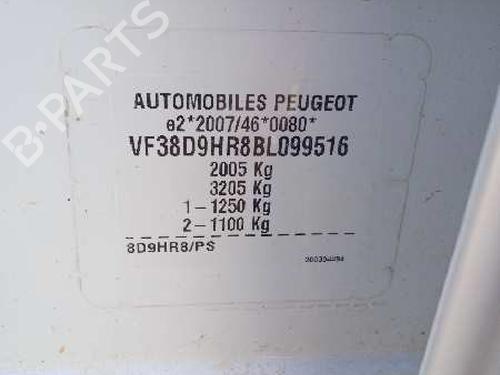 B-PARTS
AUTOMOBILES PEUGEOT
e2*2007/46*0080*
VF38D9HR8BL099516
2005 Kg
3205 Kg
1-1250 Kg
2-1100 Kg
8D9HR8/PS